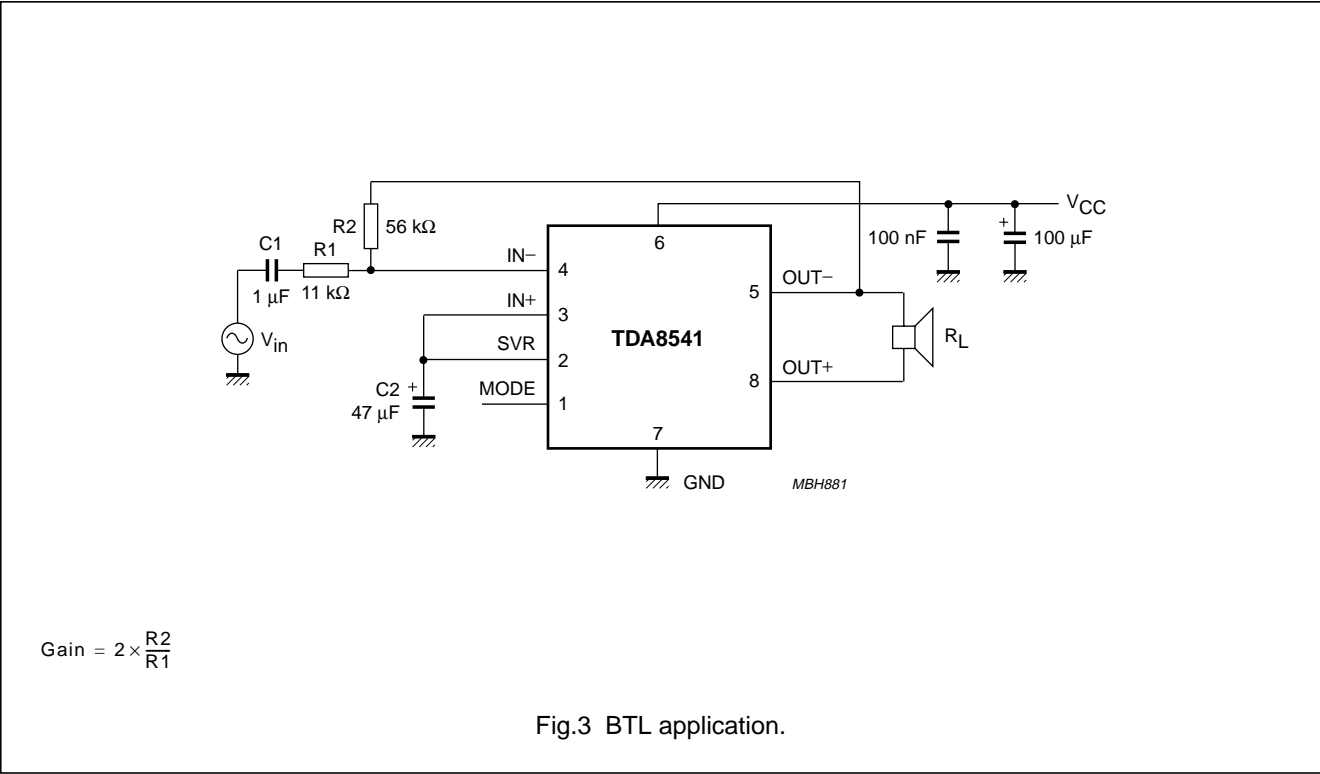 R2
56 kΩ
C1
1 μF
R1
11 kΩ
Vin
IN−
4
IN+
3
SVR
2
MODE
1
C2
+
47 μF
TDA8541
6
VCC
100 nF
+
100 μF
5
OUT−
8
OUT+
RL
7
GND
MBH881
Gain = 2 × R2/R1
Fig.3 BTL application.